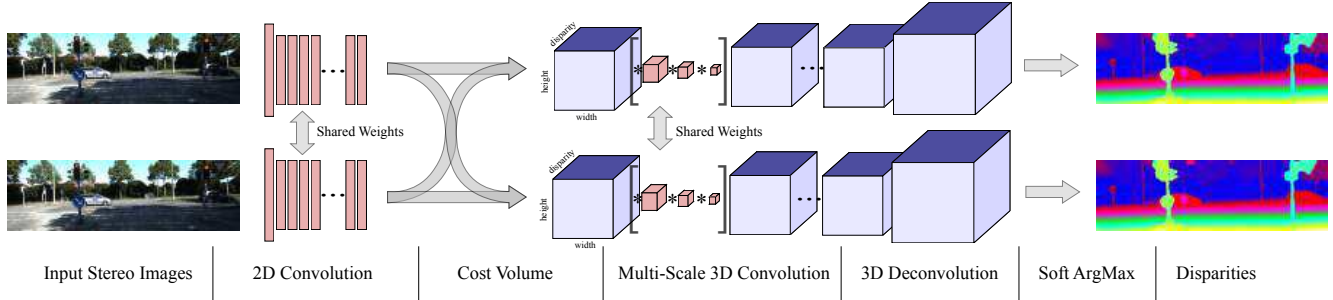 disparity
height
width
Shared Weights
Shared Weights
disparity
height
width
Input Stereo Images
2D Convolution
Cost Volume
Multi-Scale 3D Convolution
3D Deconvolution
Soft ArgMax
Disparities